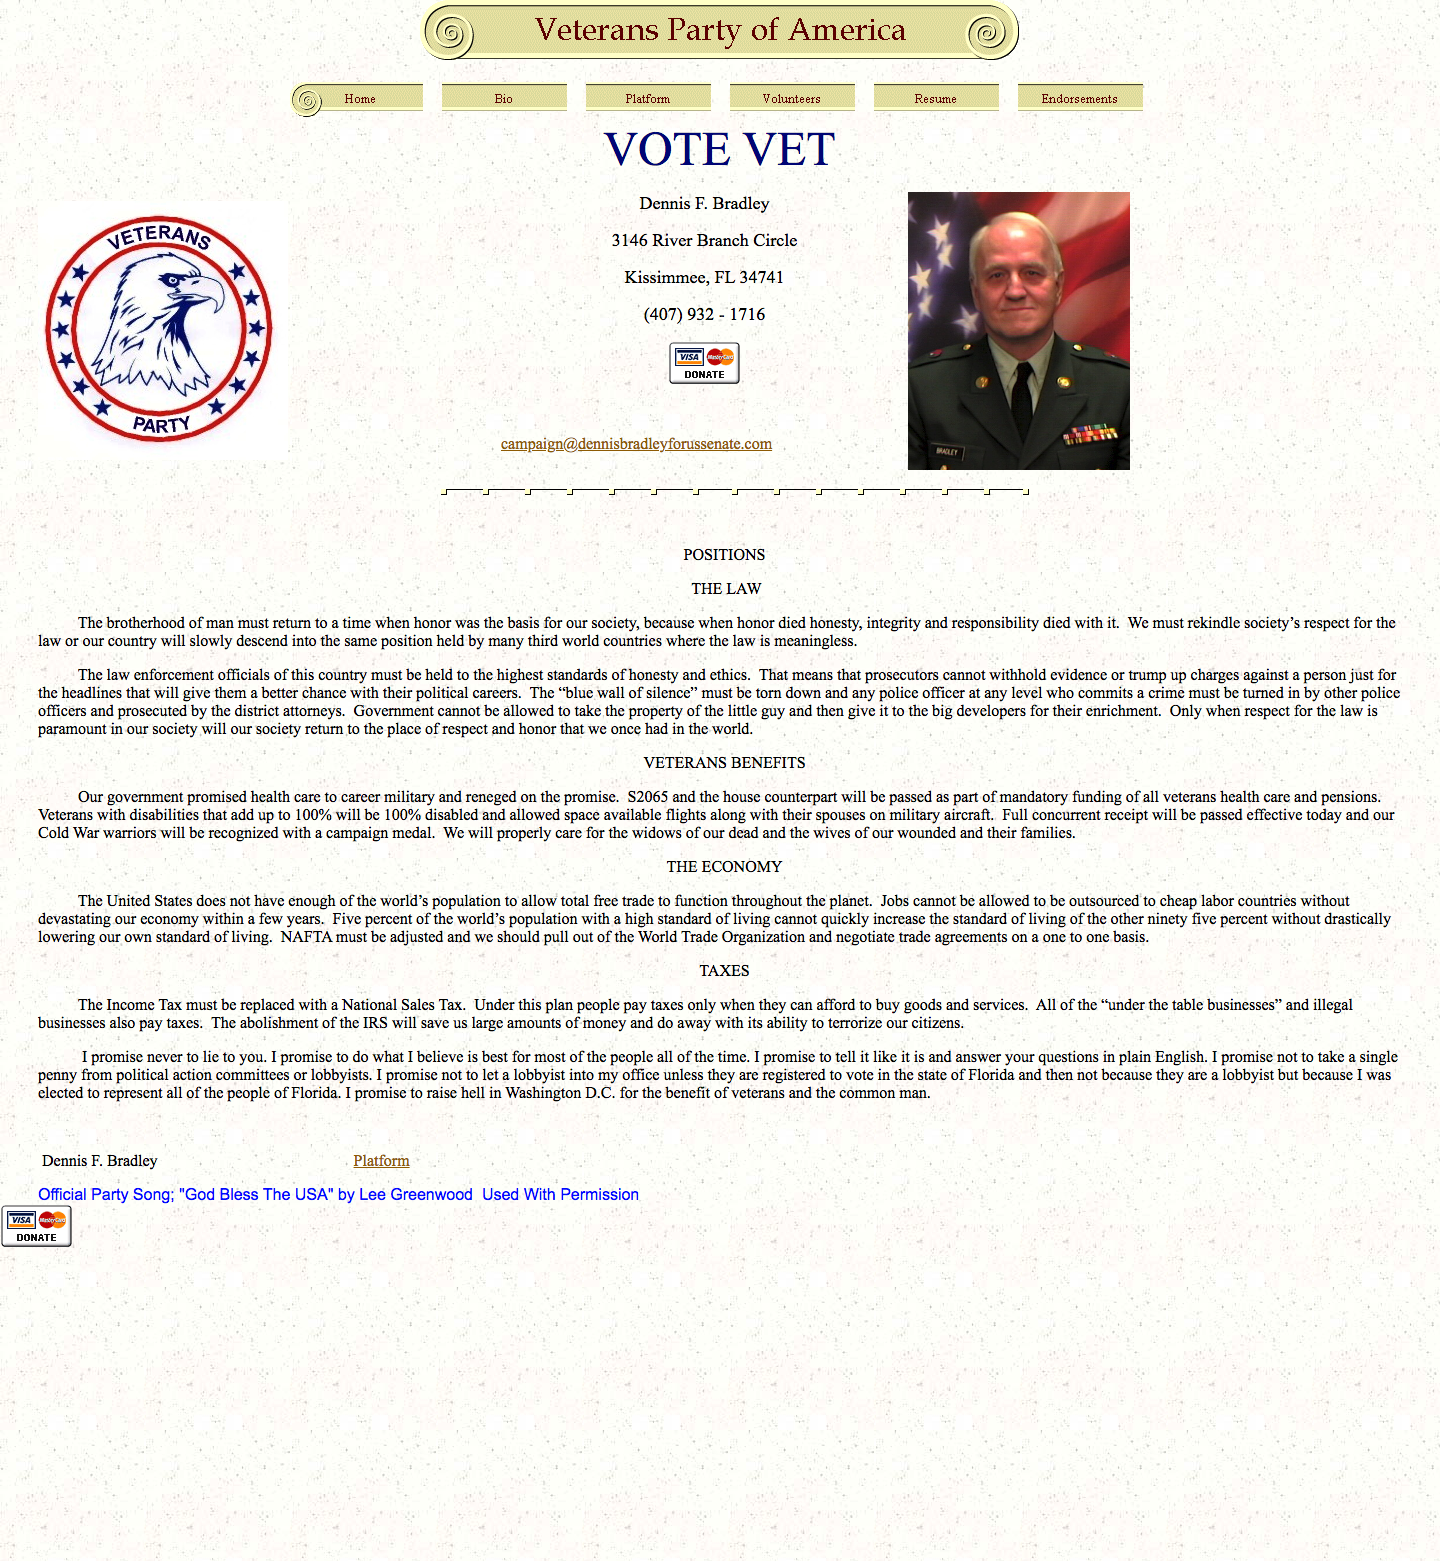 Veterans Party of America
Home
Bio
Platform
Volunteers
Resume
Endorsements
VOTE VET
VETERANS
PARTY
Dennis F. Bradley
3146 River Branch Circle
Kissimmee, FL 34741
(407) 932 - 1716
VISA MasterCard
DONATE
campaign@dennisbradleyforussenate.com
BRADLEY
POSITIONS
THE LAW
The brotherhood of man must return to a time when honor was the basis for our society, because when honor died honesty, integrity and responsibility died with it.  We must rekindle society’s respect for the
law or our country will slowly descend into the same position held by many third world countries where the law is meaningless.
The law enforcement officials of this country must be held to the highest standards of honesty and ethics.  That means that prosecutors cannot withhold evidence or trump up charges against a person just for
the headlines that will give them a better chance with their political careers.  The “blue wall of silence” must be torn down and any police officer at any level who commits a crime must be turned in by other police
officers and prosecuted by the district attorneys.  Government cannot be allowed to take the property of the little guy and then give it to the big developers for their enrichment.  Only when respect for the law is
paramount in our society will our society return to the place of respect and honor that we once had in the world.
VETERANS BENEFITS
Our government promised health care to career military and reneged on the promise.  S2065 and the house counterpart will be passed as part of mandatory funding of all veterans health care and pensions.
Veterans with disabilities that add up to 100% will be 100% disabled and allowed space available flights along with their spouses on military aircraft.  Full concurrent receipt will be passed effective today and our
Cold War warriors will be recognized with a campaign medal.  We will properly care for the widows of our dead and the wives of our wounded and their families.
THE ECONOMY
The United States does not have enough of the world’s population to allow total free trade to function throughout the planet.  Jobs cannot be allowed to be outsourced to cheap labor countries without
devastating our economy within a few years.  Five percent of the world’s population with a high standard of living cannot quickly increase the standard of living of the other ninety five percent without drastically
lowering our own standard of living.  NAFTA must be adjusted and we should pull out of the World Trade Organization and negotiate trade agreements on a one to one basis.
TAXES
The Income Tax must be replaced with a National Sales Tax.  Under this plan people pay taxes only when they can afford to buy goods and services.  All of the “under the table businesses” and illegal
businesses also pay taxes.  The abolishment of the IRS will save us large amounts of money and do away with its ability to terrorize our citizens.
I promise never to lie to you. I promise to do what I believe is best for most of the people all of the time. I promise to tell it like it is and answer your questions in plain English. I promise not to take a single
penny from political action committees or lobbyists. I promise not to let a lobbyist into my office unless they are registered to vote in the state of Florida and then not because they are a lobbyist but because I was
elected to represent all of the people of Florida. I promise to raise hell in Washington D.C. for the benefit of veterans and the common man.
Dennis F. Bradley Platform
Official Party Song; "God Bless The USA" by Lee Greenwood  Used With Permission
VISA MasterCard
DONATE